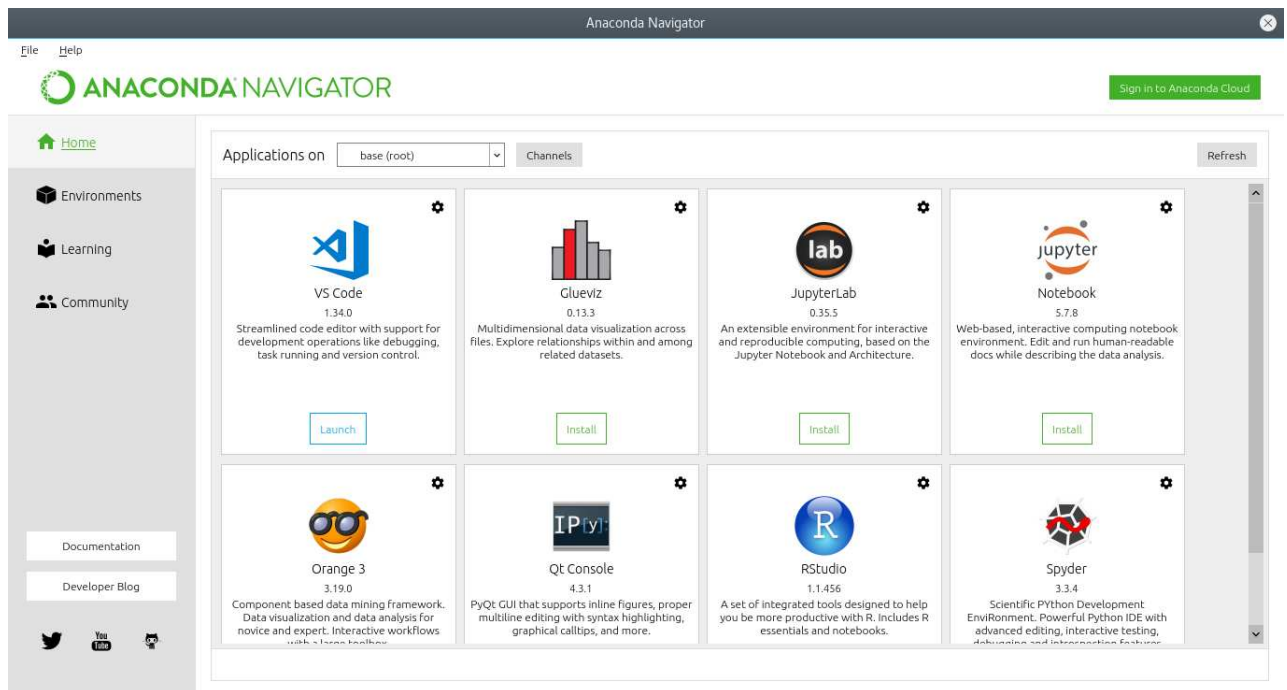 Anaconda Navigator
File Help
ANACONDA NAVIGATOR
Sign in to Anaconda Cloud
Home
Environments
Learning
Community
Documentation
Developer Blog
You
Tube
Applications on base (root) Channels Refresh
VS Code
1.34.0
Streamlined code editor with support for
development operations like debugging,
task running and version control.
Launch
Glueviz
0.13.3
Multidimensional data visualization across
files. Explore relationships within and among
related datasets.
Install
lab
JupyterLab
0.35.5
An extensible environment for interactive
and reproducible computing, based on the
Jupyter Notebook and Architecture.
Install
jupyter
Notebook
5.7.8
Web-based, interactive computing notebook
environment. Edit and run human-readable
docs while describing the data analysis.
Install
Orange 3
3.19.0
Component based data mining framework.
Data visualization and data analysis for
novice and expert. Interactive workflows
with a large toolbox.
IP[y]:
Qt Console
4.3.1
PyQt GUI that supports inline figures, proper
multiline editing with syntax highlighting,
graphical calltips, and more.
R
RStudio
1.1.456
A set of integrated tools designed to help
you be more productive with R. Includes R
essentials and notebooks.
Spyder
3.3.4
Scientific PYthon Development
EnviRonment. Powerful Python IDE with
advanced editing, interactive testing,
debugging and introspection features